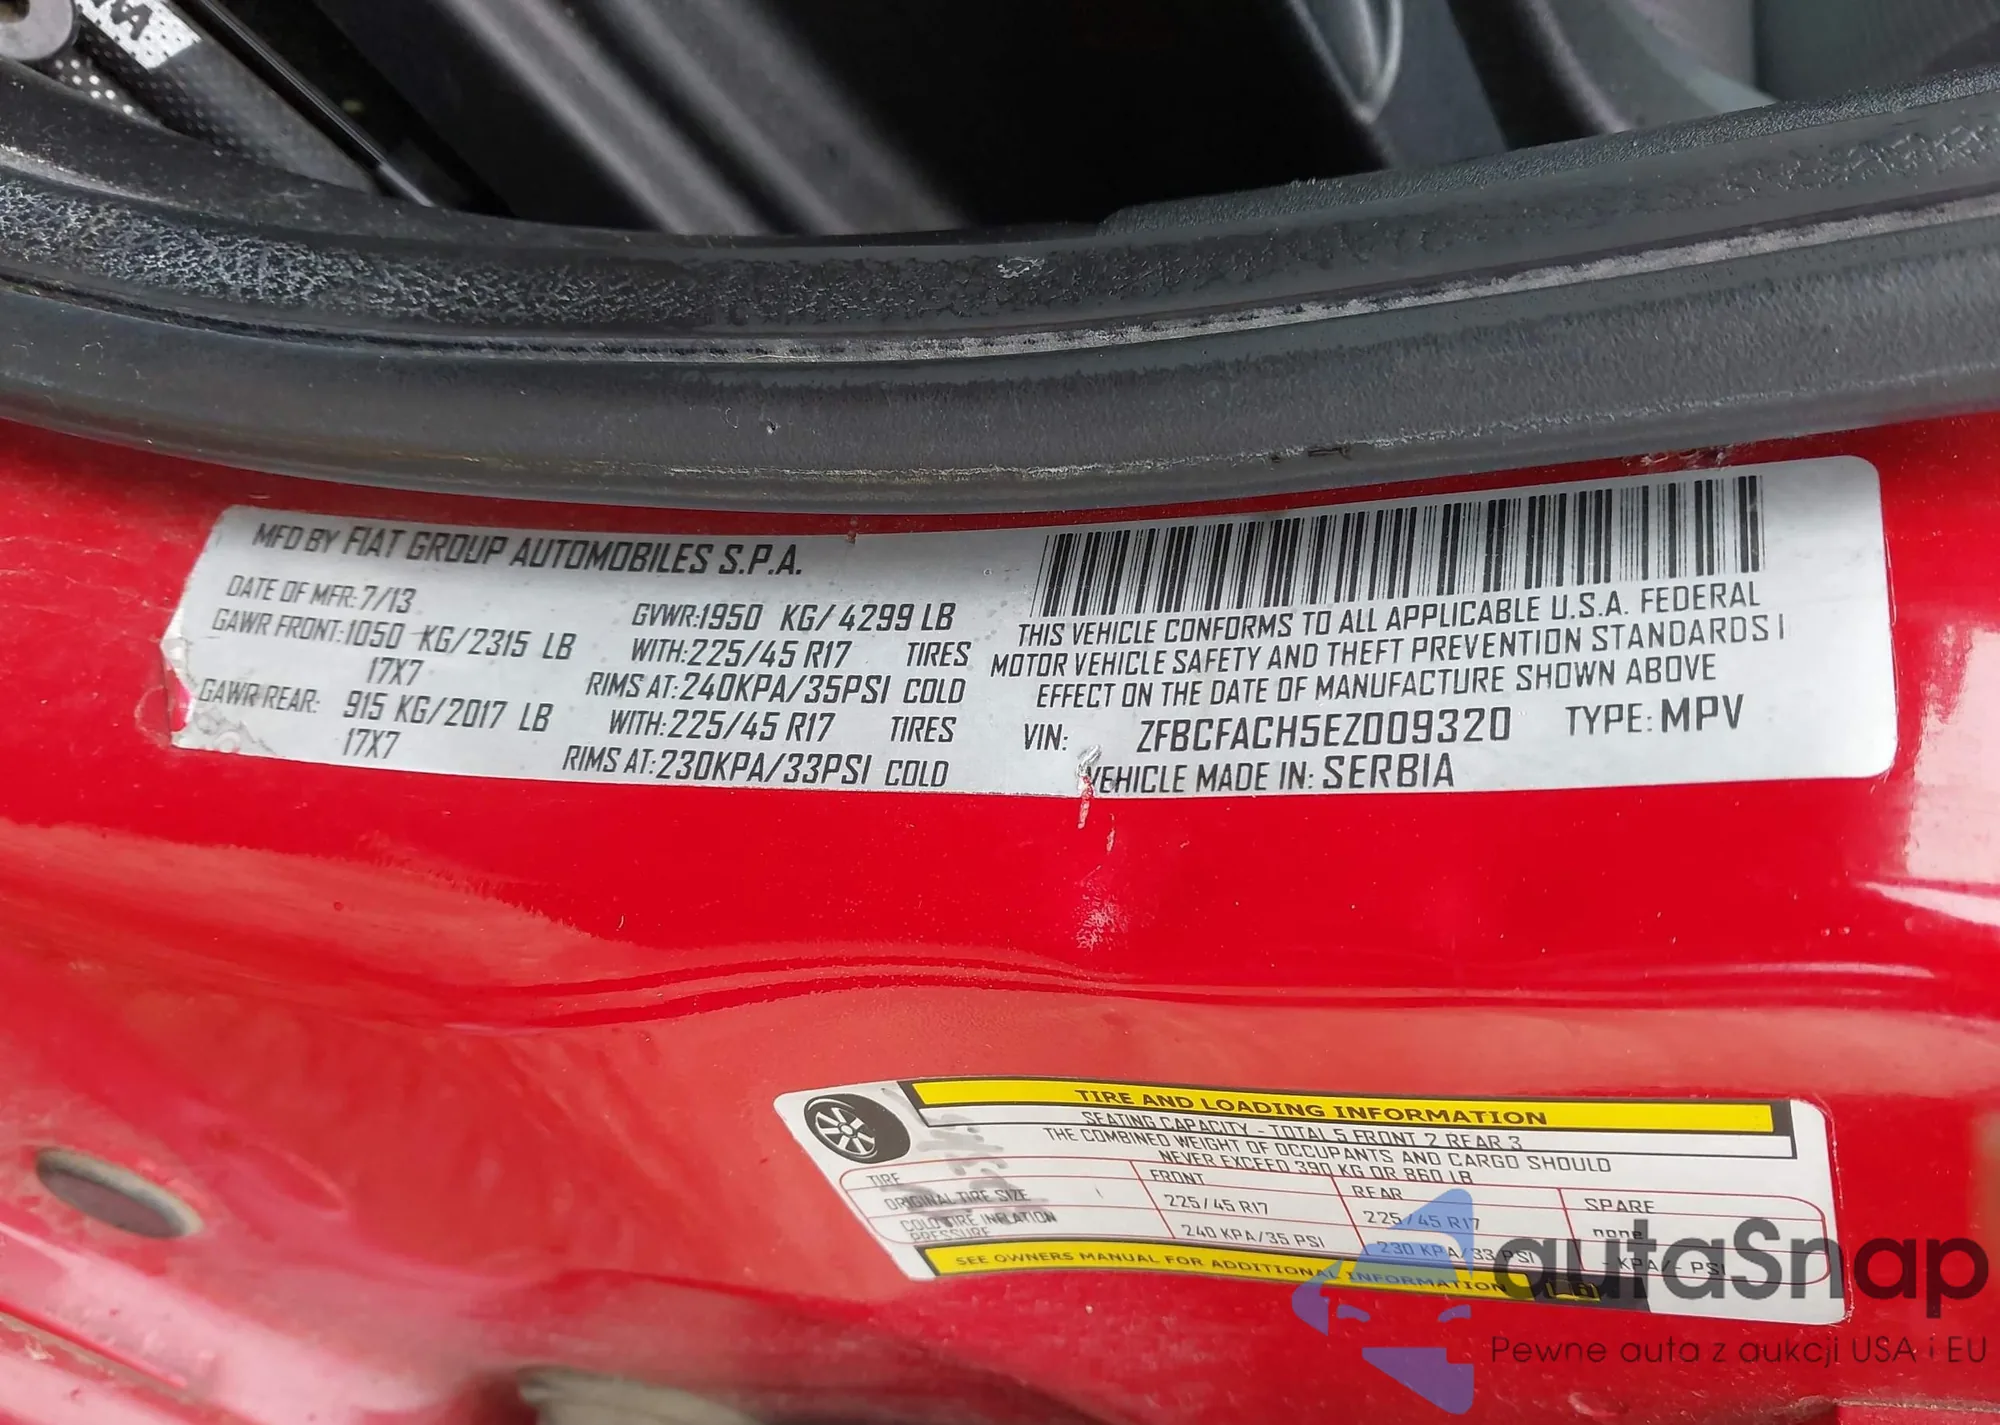 MFD BY FIAT GROUP AUTOMOBILES S.P.A.
DATE OF MFR: 7/13
GVWR:1950 KG/ 4299 LB
GAWR FRONT:1050 KG/2315 LB
WITH:225/45 R17 TIRES
17X7
RIMS AT:240KPA/35PSI COLD
GAWR REAR: 915 KG/2017 LB
WITH:225/45 R17 TIRES
17X7
RIMS AT:230KPA/33PSI COLD
THIS VEHICLE CONFORMS TO ALL APPLICABLE U.S.A. FEDERAL
MOTOR VEHICLE SAFETY AND THEFT PREVENTION STANDARDS I
EFFECT ON THE DATE OF MANUFACTURE SHOWN ABOVE
VIN: ZFBCFACH5EZ009320 TYPE: MPV
VEHICLE MADE IN: SERBIA
TIRE AND LOADING INFORMATION
SEATING CAPACITY - TOTAL 5 FRONT 2 REAR 3
THE COMBINED WEIGHT OF OCCUPANTS AND CARGO SHOULD
NEVER EXCEED 390 KG OR 860 LB
TIRE FRONT REAR SPARE
ORIGINAL TIRE SIZE 225/45 R17 225/45 R17 none
COLD TIRE INFLATION PRESSURE 240 KPA/35 PSI 230 KPA/33 PSI - KPA/- PSI
SEE OWNERS MANUAL FOR ADDITIONAL INFORMATION
autaSnap
Pewne auta z aukcji USA i EU